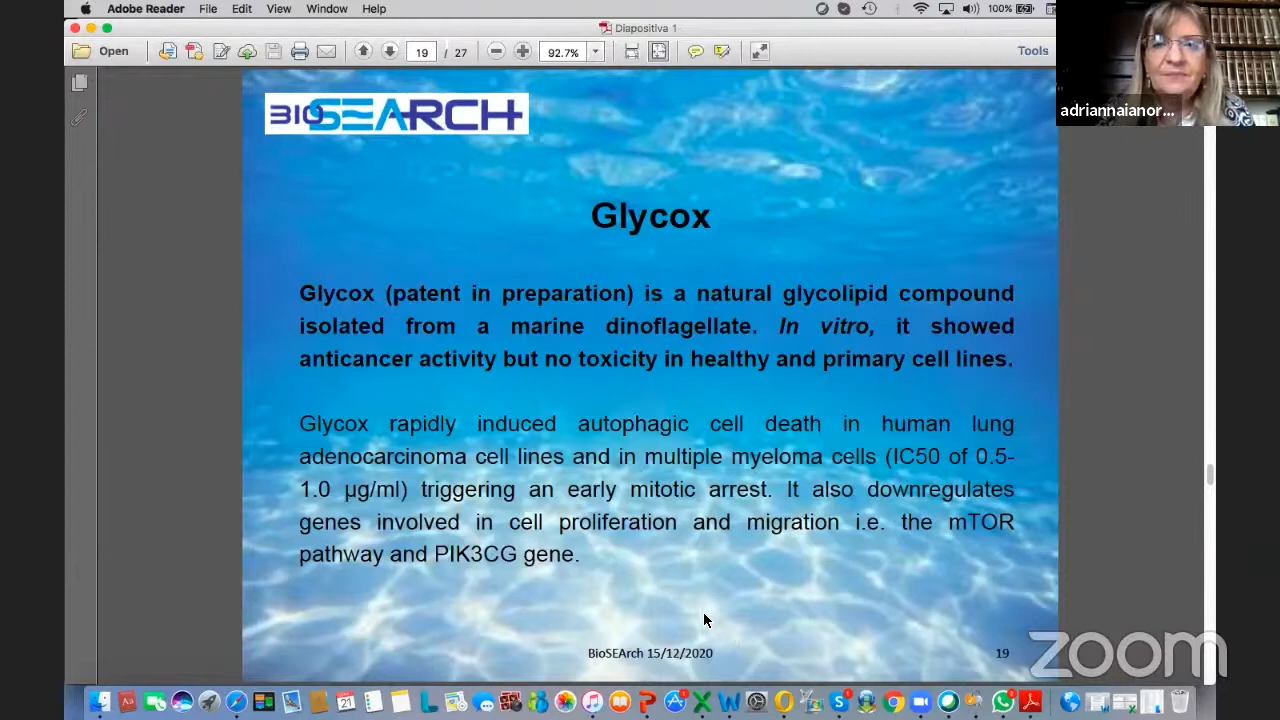 Adobe Reader File Edit View Window Help 100%
Diapositiva 1
Open 19 / 27 92.7% Tools
adriannaianor...
BIOSEARCH
Glycox
Glycox (patent in preparation) is a natural glycolipid compound
isolated from a marine dinoflagellate. In vitro, it showed
anticancer activity but no toxicity in healthy and primary cell lines.
Glycox rapidly induced autophagic cell death in human lung
adenocarcinoma cell lines and in multiple myeloma cells (IC50 of 0.5-
1.0 µg/ml) triggering an early mitotic arrest. It also downregulates
genes involved in cell proliferation and migration i.e. the mTOR
pathway and PIK3CG gene.
BioSEArch 15/12/2020 19
zoom